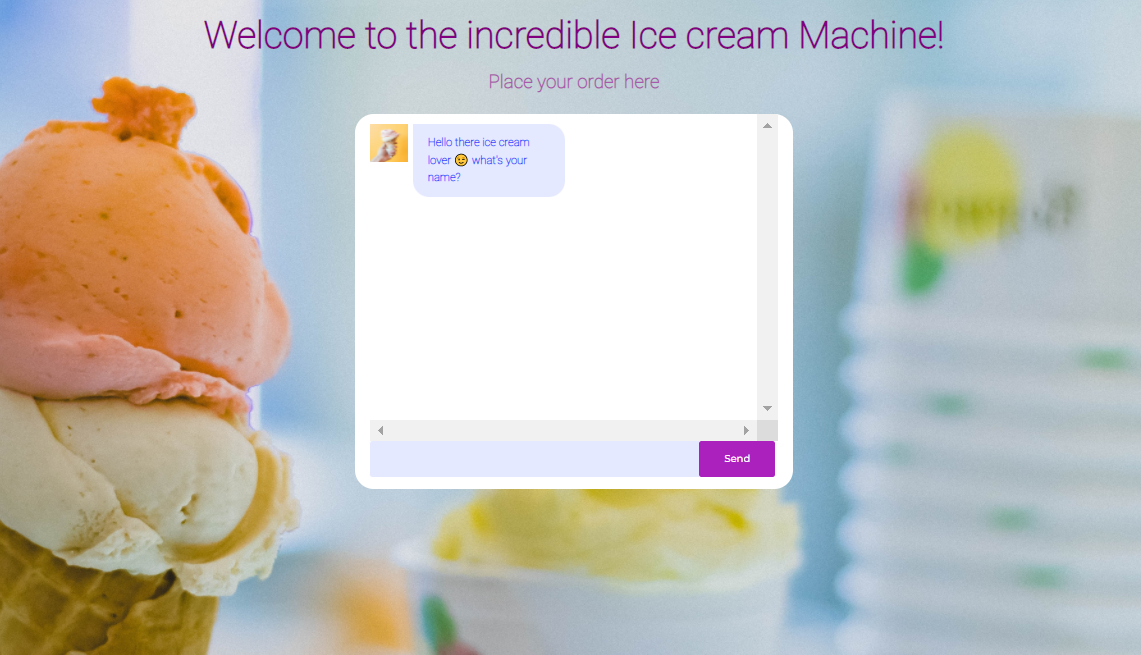 Welcome to the incredible Ice cream Machine!
Place your order here
Hello there ice cream
lover 😉 what's your
name?
Send